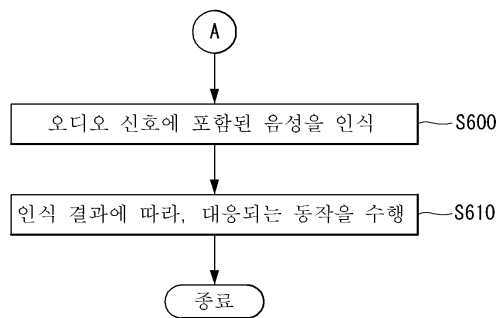 A
오디오 신호에 포함된 음성을 인식
S600
인식 결과에 따라, 대응되는 동작을 수행
S610
종료